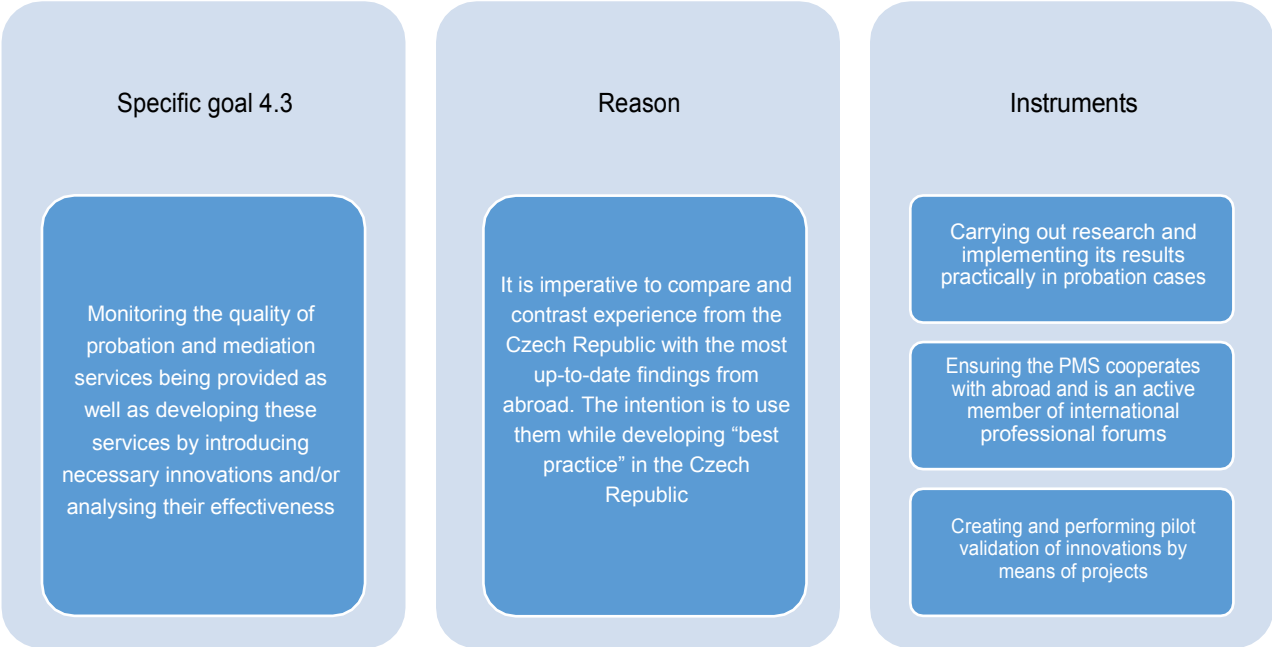 Specific goal 4.3
Monitoring the quality of
probation and mediation
services being provided as
well as developing these
services by introducing
necessary innovations and/or
analysing their effectiveness
Reason
It is imperative to compare and
contrast experience from the
Czech Republic with the most
up-to-date findings from
abroad. The intention is to use
them while developing “best
practice” in the Czech
Republic
Instruments
Carrying out research and
implementing its results
practically in probation cases
Ensuring the PMS cooperates
with abroad and is an active
member of international
professional forums
Creating and performing pilot
validation of innovations by
means of projects